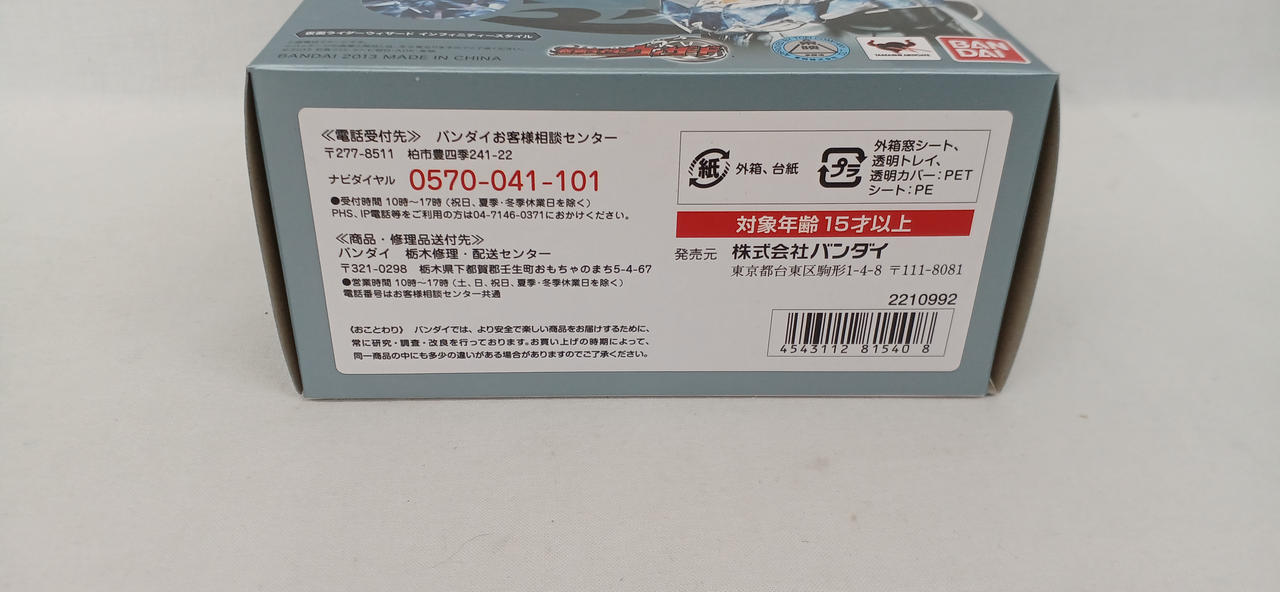 仮面ライダーウィザード インフィニティースタイル
BANDAI 2013 MADE IN CHINA
BANDAI
≪電話受付先≫ バンダイお客様相談センター
〒277-8511 柏市豊四季241-22
ナビダイヤル 0570-041-101
●受付時間 10時〜17時（祝日、夏季・冬季休業日を除く）
PHS、IP電話等をご利用の方は04-7146-0371におかけください。
≪商品・修理品送付先≫
バンダイ 栃木修理・配送センター
〒321-0298 栃木県下都賀郡壬生町おもちゃのまち5-4-67
●営業時間 10時〜17時（土、日、祝日、夏季・冬季休業日を除く）
電話番号はお客様相談センター共通
《おことわり》 バンダイでは、より安全で楽しい商品をお届けするために、
常に研究・調査・改良を行っております。お買い上げの時期によって、
同一商品の中にも多少の違いがある場合がありますのでご了承ください。
紙 外箱、台紙
プラ
外箱窓シート、
透明トレイ、
透明カバー：PET
シート：PE
対象年齢 15才以上
発売元 株式会社バンダイ
東京都台東区駒形1-4-8 〒111-8081
2210992
4543112 81540 8